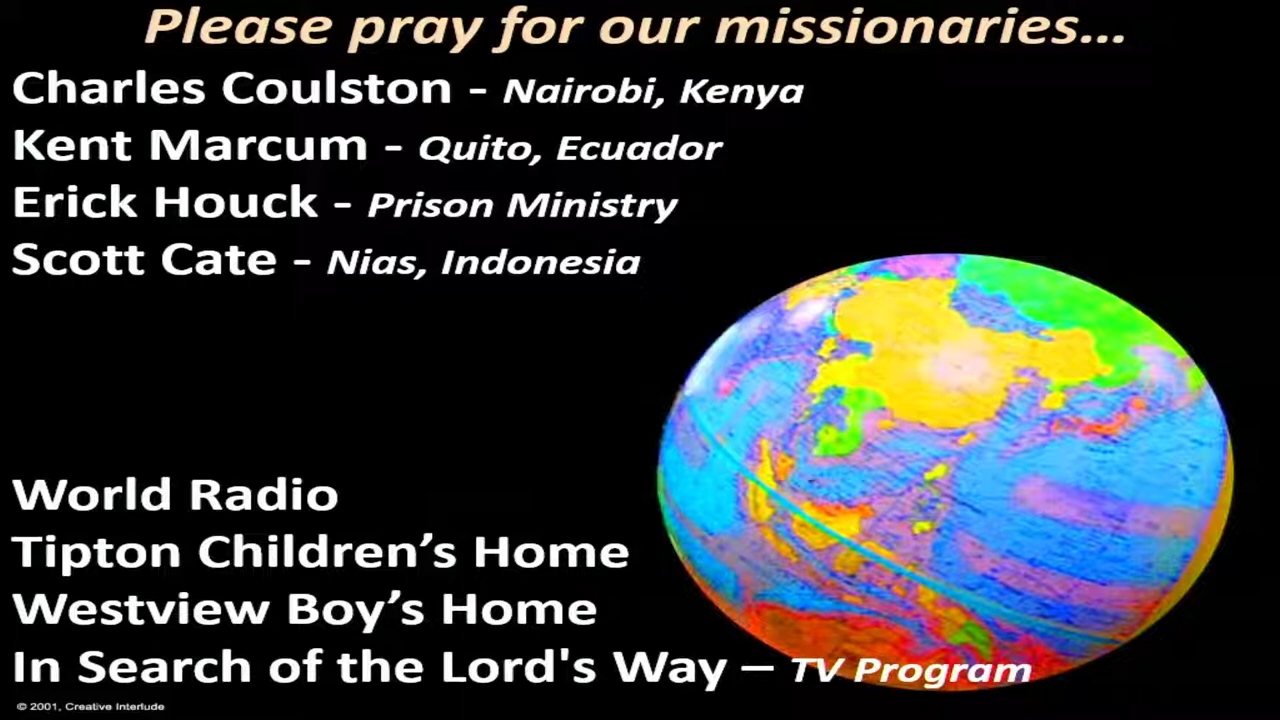 Please pray for our missionaries...
Charles Coulston - Nairobi, Kenya
Kent Marcum - Quito, Ecuador
Erick Houck - Prison Ministry
Scott Cate - Nias, Indonesia
World Radio
Tipton Children’s Home
Westview Boy’s Home
In Search of the Lord's Way – TV Program
© 2001, Creative Interlude